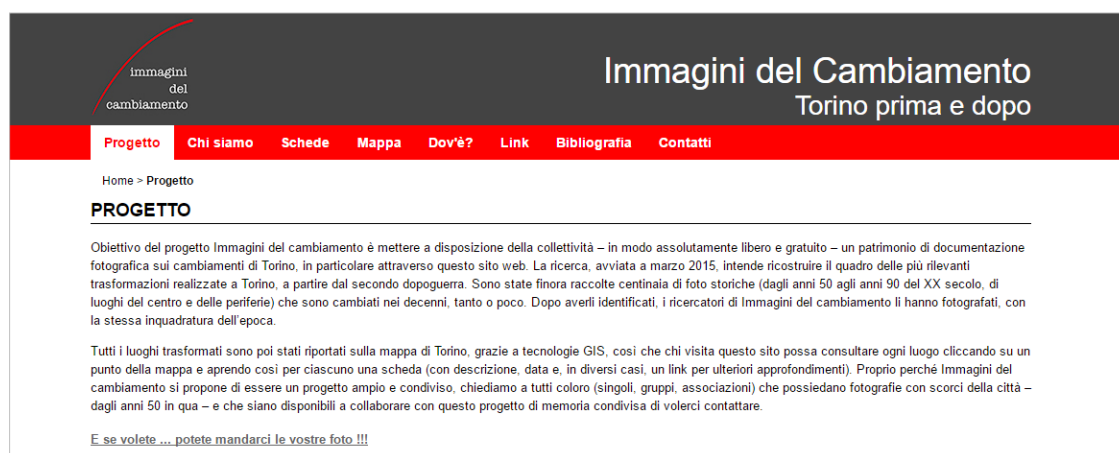 immagini
del
cambiamento
Immagini del Cambiamento
Torino prima e dopo
Progetto Chi siamo Schede Mappa Dov'è? Link Bibliografia Contatti
Home > Progetto
PROGETTO
Obiettivo del progetto Immagini del cambiamento è mettere a disposizione della collettività – in modo assolutamente libero e gratuito – un patrimonio di documentazione
fotografica sui cambiamenti di Torino, in particolare attraverso questo sito web. La ricerca, avviata a marzo 2015, intende ricostruire il quadro delle più rilevanti
trasformazioni realizzate a Torino, a partire dal secondo dopoguerra. Sono state finora raccolte centinaia di foto storiche (dagli anni 50 agli anni 90 del XX secolo, di
luoghi del centro e delle periferie) che sono cambiati nei decenni, tanto o poco. Dopo averli identificati, i ricercatori di Immagini del cambiamento li hanno fotografati, con
la stessa inquadratura dell'epoca.
Tutti i luoghi trasformati sono poi stati riportati sulla mappa di Torino, grazie a tecnologie GIS, così che chi visita questo sito possa consultare ogni luogo cliccando su un
punto della mappa e aprendo così per ciascuno una scheda (con descrizione, data e, in diversi casi, un link per ulteriori approfondimenti). Proprio perché Immagini del
cambiamento si propone di essere un progetto ampio e condiviso, chiediamo a tutti coloro (singoli, gruppi, associazioni) che possiedano fotografie con scorci della città –
dagli anni 50 in qua – e che siano disponibili a collaborare con questo progetto di memoria condivisa di volerci contattare.
E se volete ... potete mandarci le vostre foto !!!